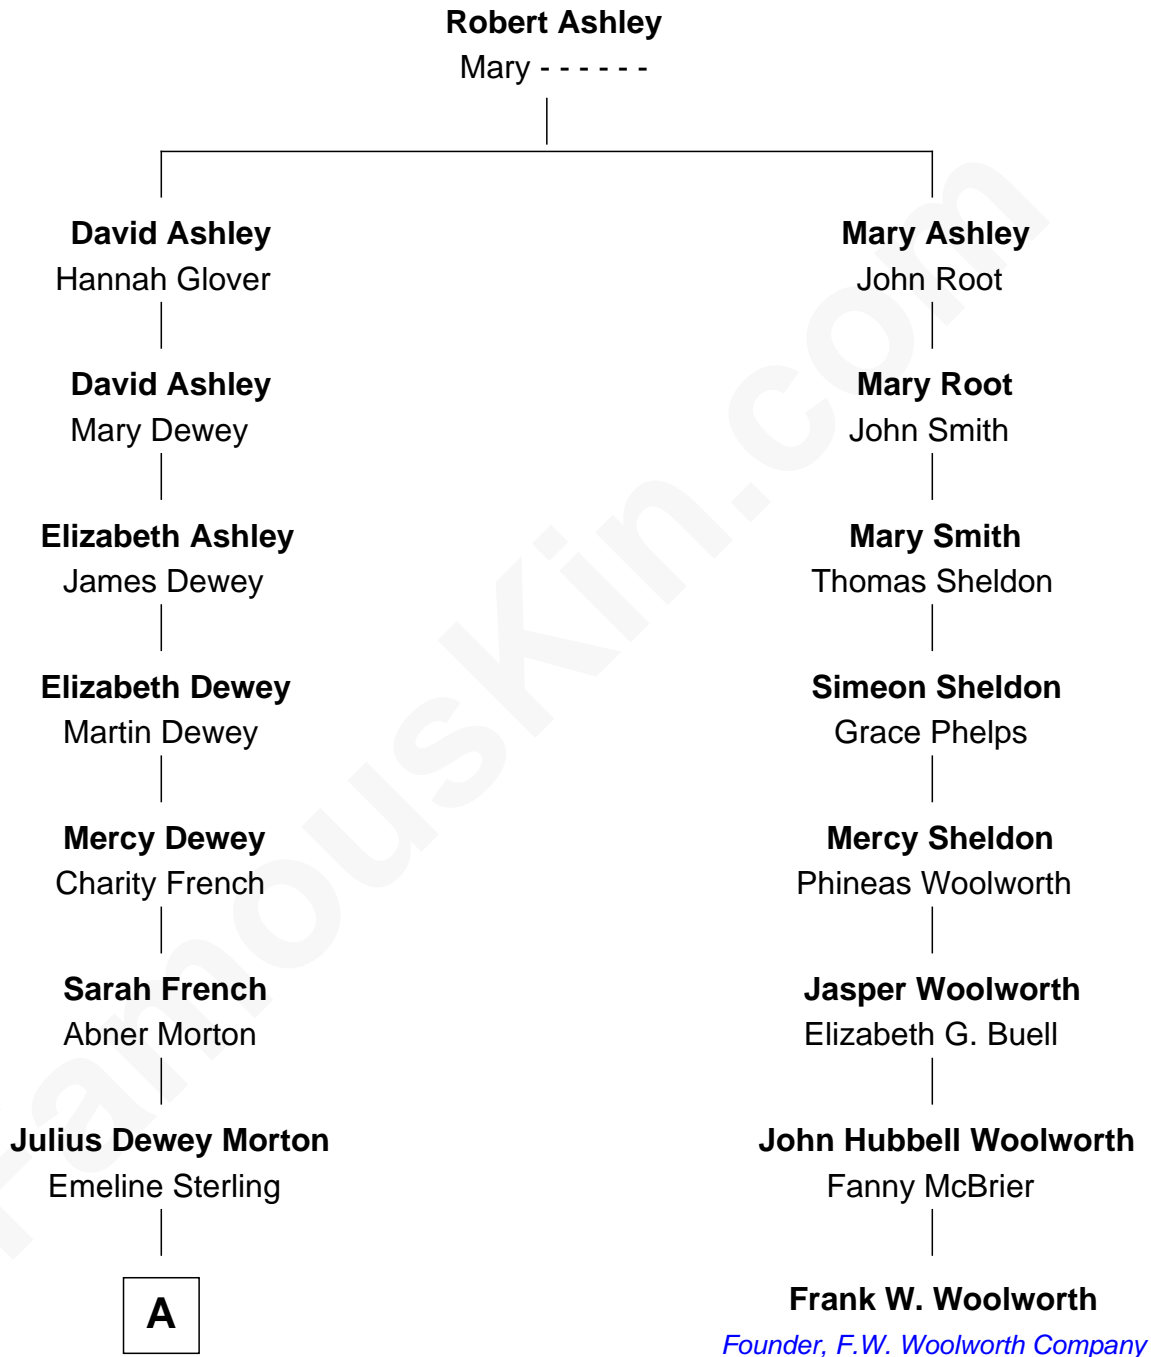 Robert Ashley
Mary - - - - - -
David Ashley
Hannah Glover
Mary Ashley
John Root
David Ashley
Mary Dewey
Mary Root
John Smith
Elizabeth Ashley
James Dewey
Mary Smith
Thomas Sheldon
Elizabeth Dewey
Martin Dewey
Simeon Sheldon
Grace Phelps
Mercy Dewey
Charity French
Mercy Sheldon
Phineas Woolworth
Sarah French
Abner Morton
Jasper Woolworth
Elizabeth G. Buell
Julius Dewey Morton
Emeline Sterling
John Hubbell Woolworth
Fanny McBrier
A
Frank W. Woolworth
Founder, F.W. Woolworth Company
FamousKin.com